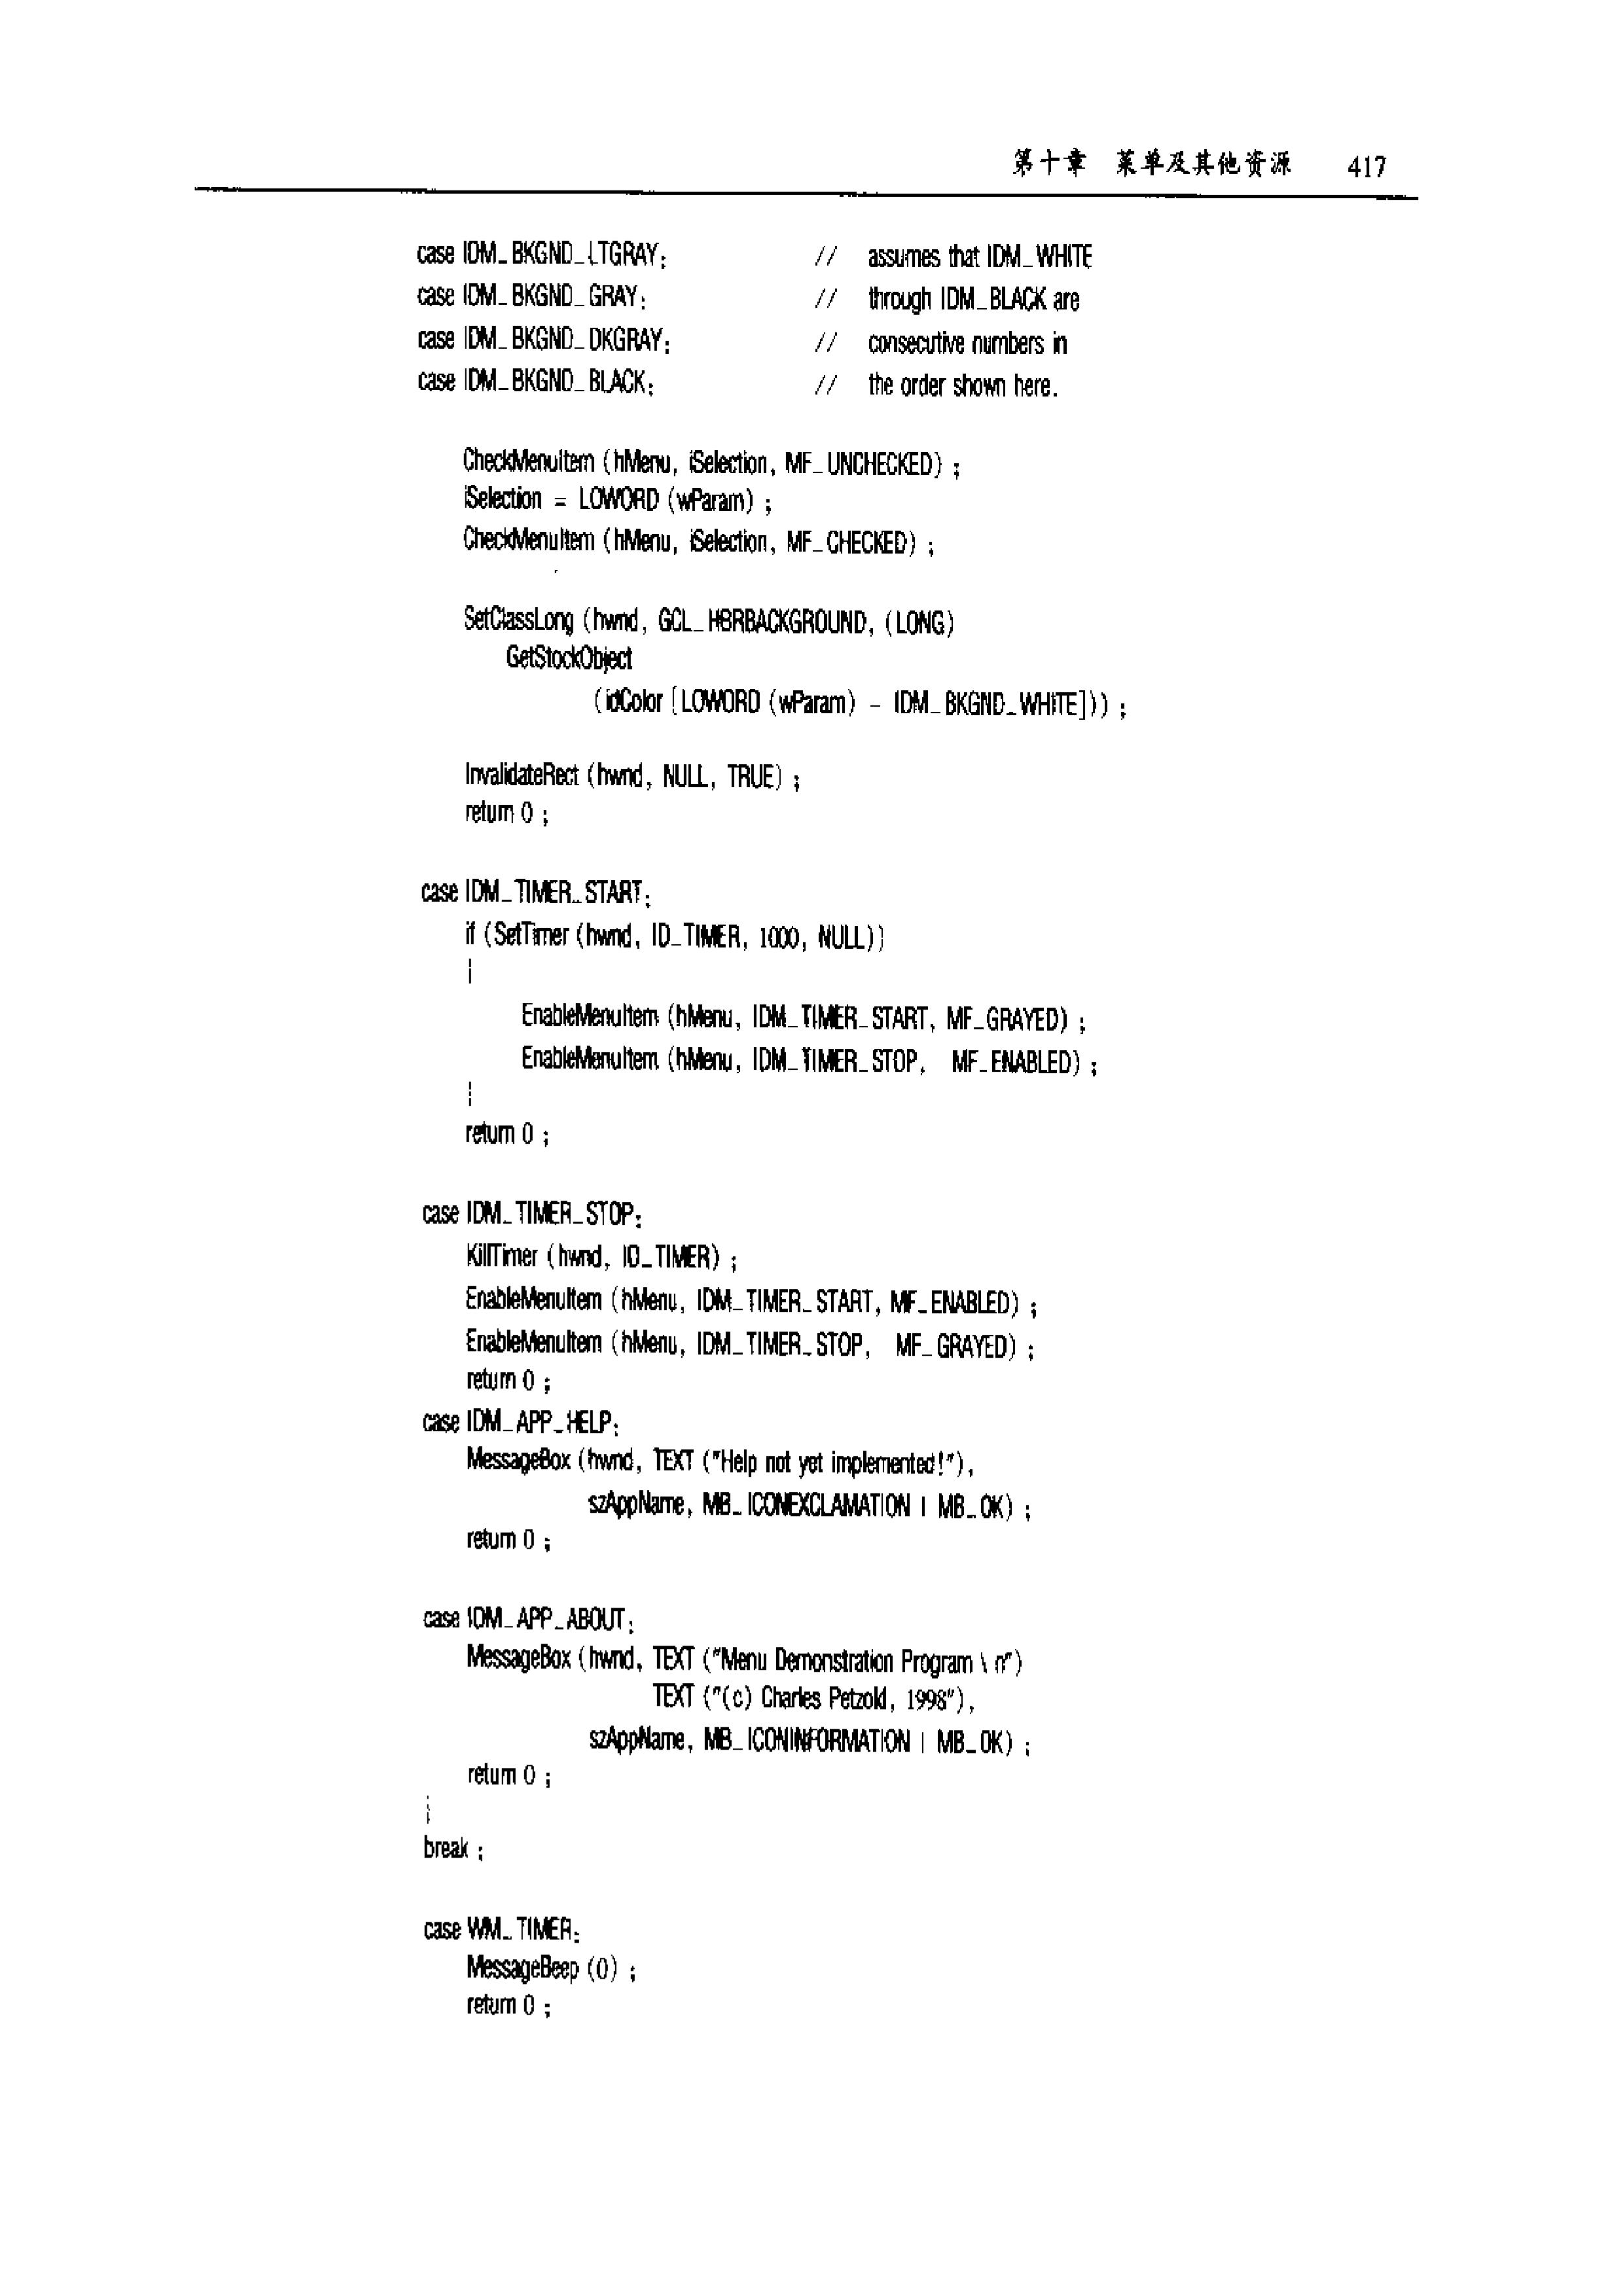 第十章 菜单及其他资源 417
case IDM_BKGND_LTGRAY: // assumes that IDM_WHITE
case IDM_BKGND_GRAY: // through IDM_BLACK are
case IDM_BKGND_DKGRAY: // consecutive numbers in
case IDM_BKGND_BLACK: // the order shown here.
CheckMenuItem (hMenu, iSelection, MF_UNCHECKED) ;
iSelection = LOWORD (wParam) ;
CheckMenuItem (hMenu, iSelection, MF_CHECKED) ;
SetClassLong (hwnd, GCL_HBRBACKGROUND, (LONG)
GetStockObject
(idColor [LOWORD (wParam) - IDM_BKGND_WHITE])) ;
InvalidateRect (hwnd, NULL, TRUE) ;
return 0 ;
case IDM_TIMER_START:
if (SetTimer (hwnd, ID_TIMER, 1000, NULL))
{
EnableMenuItem (hMenu, IDM_TIMER_START, MF_GRAYED) ;
EnableMenuItem (hMenu, IDM_TIMER_STOP, MF_ENABLED) ;
}
return 0 ;
case IDM_TIMER_STOP:
KillTimer (hwnd, ID_TIMER) ;
EnableMenuItem (hMenu, IDM_TIMER_START, MF_ENABLED) ;
EnableMenuItem (hMenu, IDM_TIMER_STOP, MF_GRAYED) ;
return 0 ;
case IDM_APP_HELP:
MessageBox (hwnd, TEXT ("Help not yet implemented!"),
szAppName, MB_ICONEXCLAMATION | MB_OK) ;
return 0 ;
case IDM_APP_ABOUT:
MessageBox (hwnd, TEXT ("Menu Demonstration Program \ n")
TEXT ("(c) Charles Petzold, 1998"),
szAppName, MB_ICONINFORMATION | MB_OK) ;
return 0 ;
}
break ;
case WM_TIMER:
MessageBeep (0) ;
return 0 ;